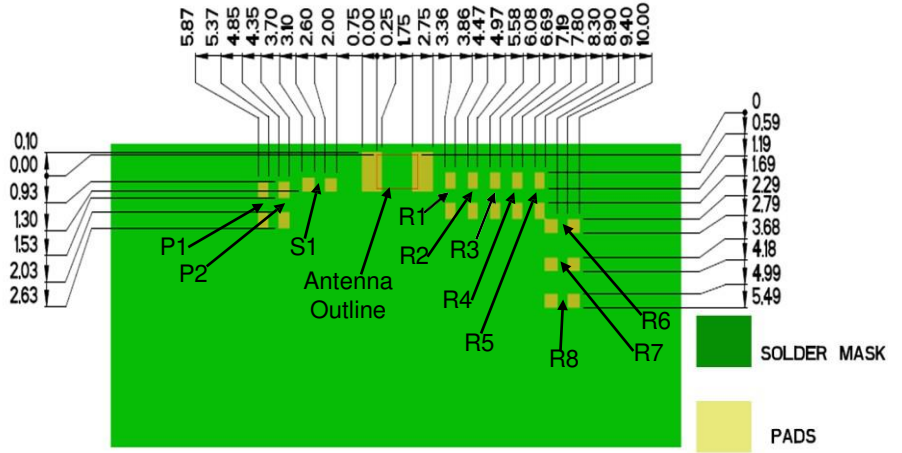 5.87
5.37
4.85
4.35
3.70
3.10
2.60
2.00
0.75
0.00
0.25
1.75
2.75
3.36
3.86
4.47
4.97
5.58
6.08
6.69
7.19
7.80
8.30
8.90
9.40
10.00
0.10
0.00
0.93
1.30
1.53
2.03
2.63
0
0.59
1.19
1.69
2.29
2.79
3.68
4.18
4.99
5.49
P1
P2
S1
Antenna
Outline
R1
R2
R3
R4
R5
R6
R7
R8
SOLDER MASK
PADS